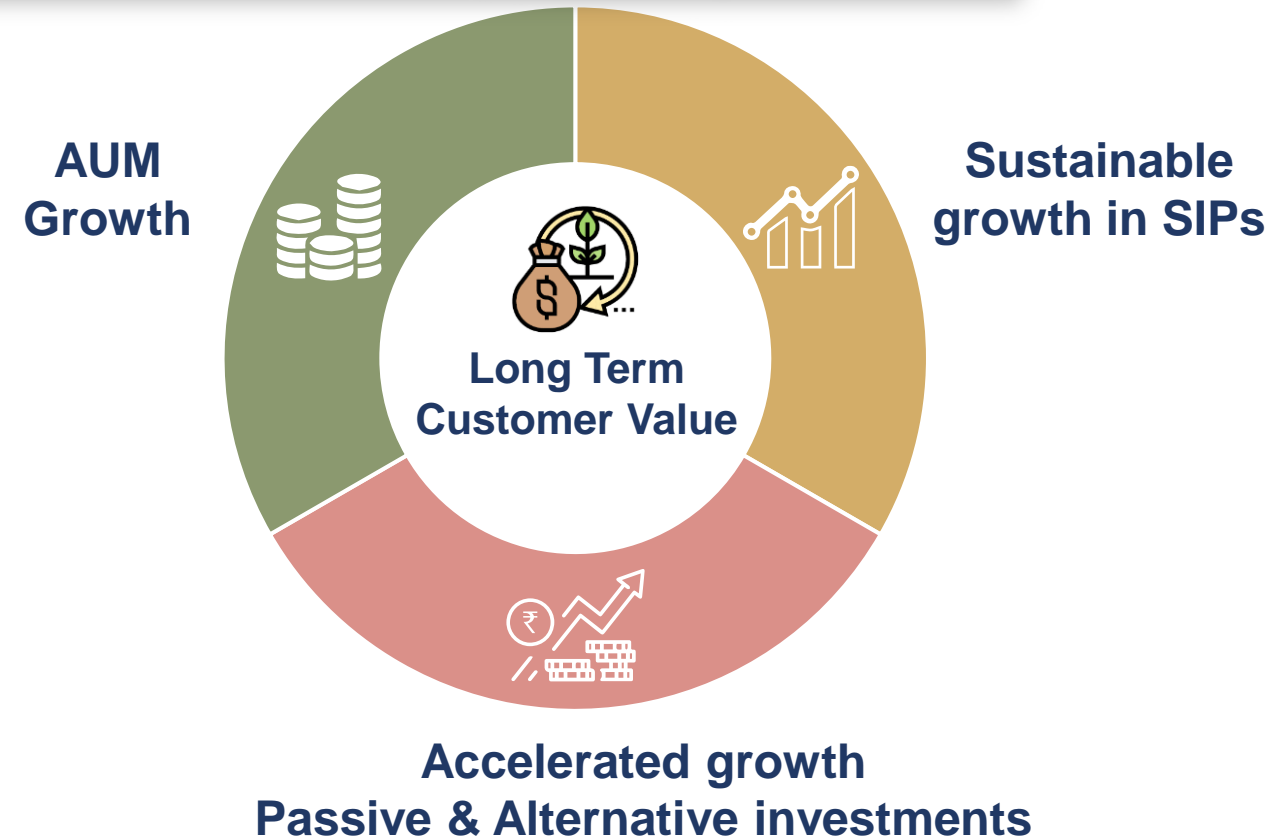 AUM
Growth
Sustainable
growth in SIPs
$
...
Long Term
Customer Value
₹
Accelerated growth
Passive & Alternative investments